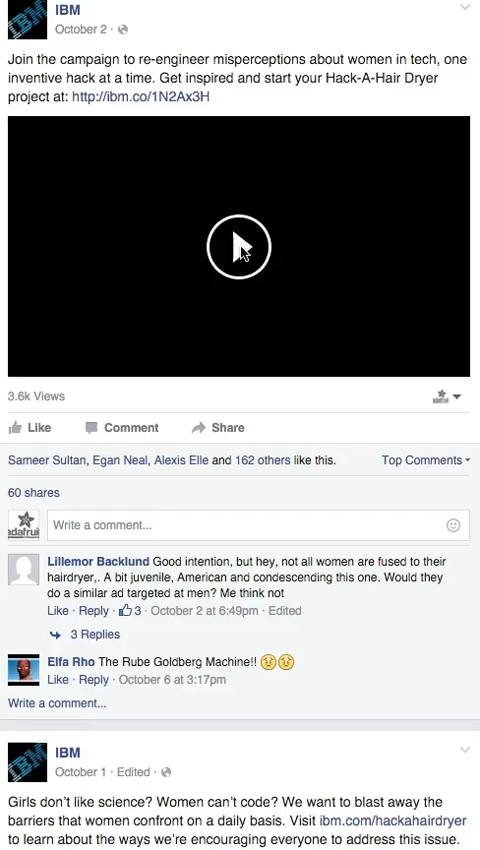 IBM
October 2 ·
Join the campaign to re-engineer misperceptions about women in tech, one
inventive hack at a time. Get inspired and start your Hack-A-Hair Dryer
project at: http://ibm.co/1N2Ax3H
3.6k Views
Like Comment Share
Sameer Sultan, Egan Neal, Alexis Elle and 162 others like this.
Top Comments
60 shares
adafruit
Write a comment...
Lillemor Backlund Good intention, but hey, not all women are fused to their
hairdryer,. A bit juvenile, American and condescending this one. Would they
do a similar ad targeted at men? Me think not
Like · Reply · 3 · October 2 at 6:49pm · Edited
3 Replies
Elfa Rho The Rube Goldberg Machine!!
Like · Reply · October 6 at 3:17pm
Write a comment...
IBM
IBM
October 1 · Edited ·
Girls don't like science? Women can't code? We want to blast away the
barriers that women confront on a daily basis. Visit ibm.com/hackahairdryer
to learn about the ways we're encouraging everyone to address this issue.